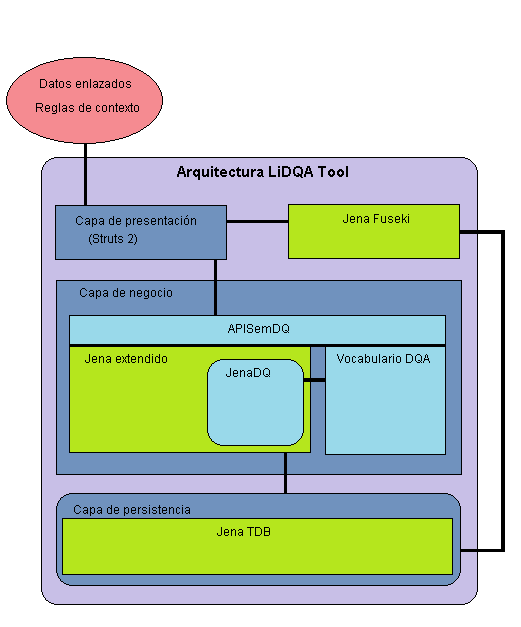 Datos enlazados
Reglas de contexto
Arquitectura LiDQA Tool
Capa de presentación
(Struts 2)
Jena Fuseki
Capa de negocio
APISemDQ
Jena extendido
JenaDQ
Vocabulario DQA
Capa de persistencia
Jena TDB